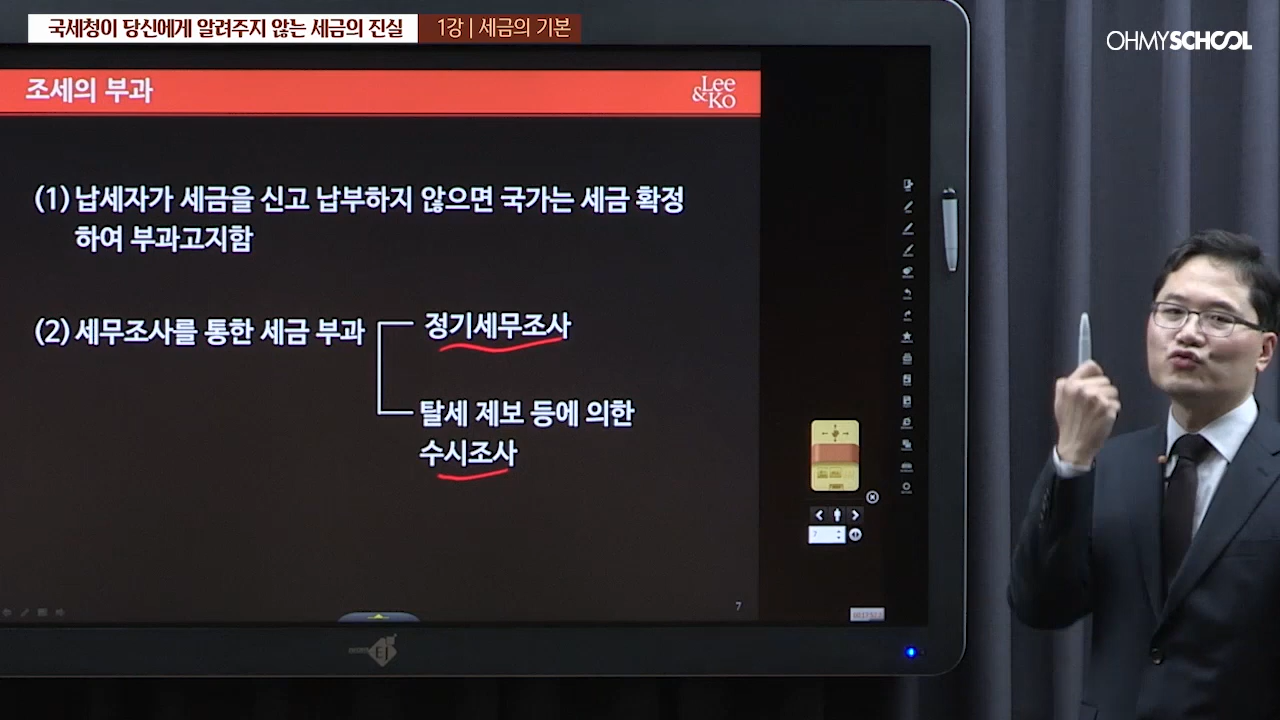 국세청이 당신에게 알려주지 않는 세금의 진실
1강 | 세금의 기본
OHMYSCHOOL
조세의 부과
Lee
&Ko
(1) 납세자가 세금을 신고 납부하지 않으면 국가는 세금 확정
하여 부과고지함
(2) 세무조사를 통한 세금 부과
정기세무조사
탈세 제보 등에 의한
수시조사
7
7
EI